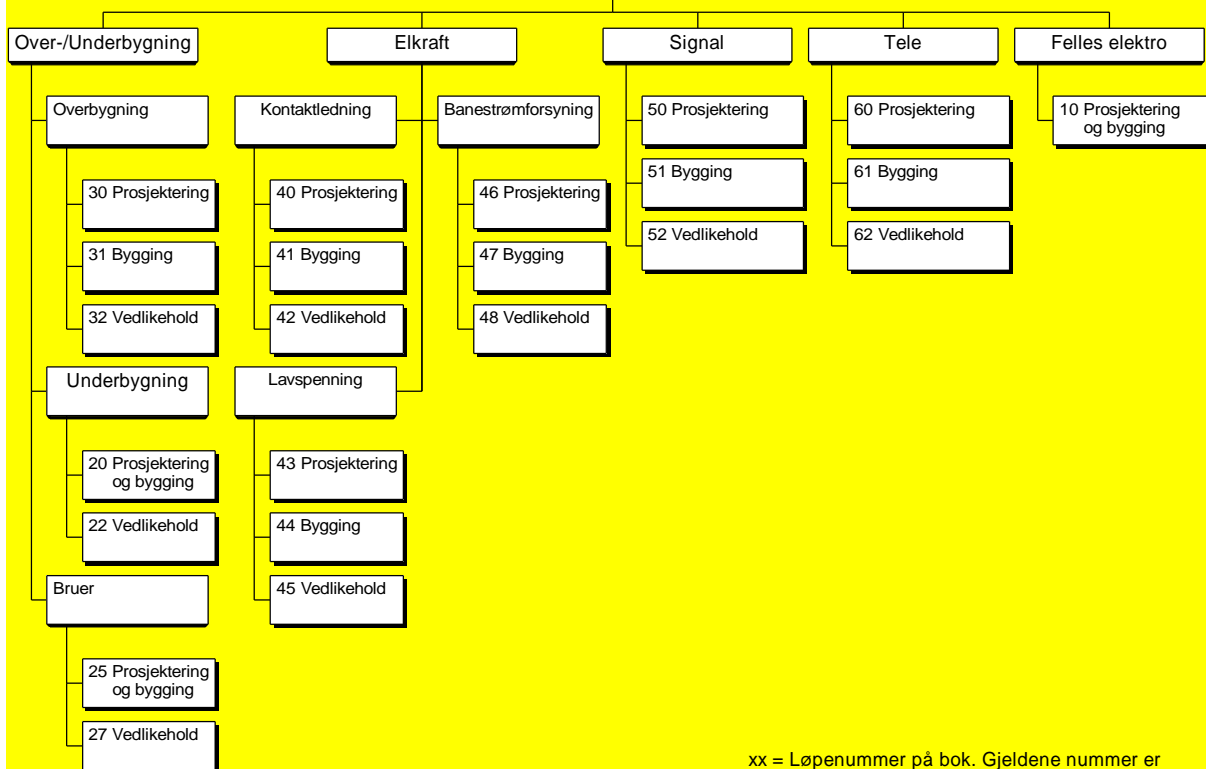 Over-/Underbygning
Elkraft
Signal
Tele
Felles elektro
Overbygning
Kontaktledning
Banestrømforsyning
50 Prosjektering
60 Prosjektering
10 Prosjektering
og bygging
51 Bygging
61 Bygging
30 Prosjektering
40 Prosjektering
46 Prosjektering
52 Vedlikehold
62 Vedlikehold
31 Bygging
41 Bygging
47 Bygging
32 Vedlikehold
42 Vedlikehold
48 Vedlikehold
Underbygning
Lavspenning
20 Prosjektering
og bygging
43 Prosjektering
22 Vedlikehold
44 Bygging
Bruer
45 Vedlikehold
25 Prosjektering
og bygging
27 Vedlikehold
xx = Løpenummer på bok. Gjeldene nummer er